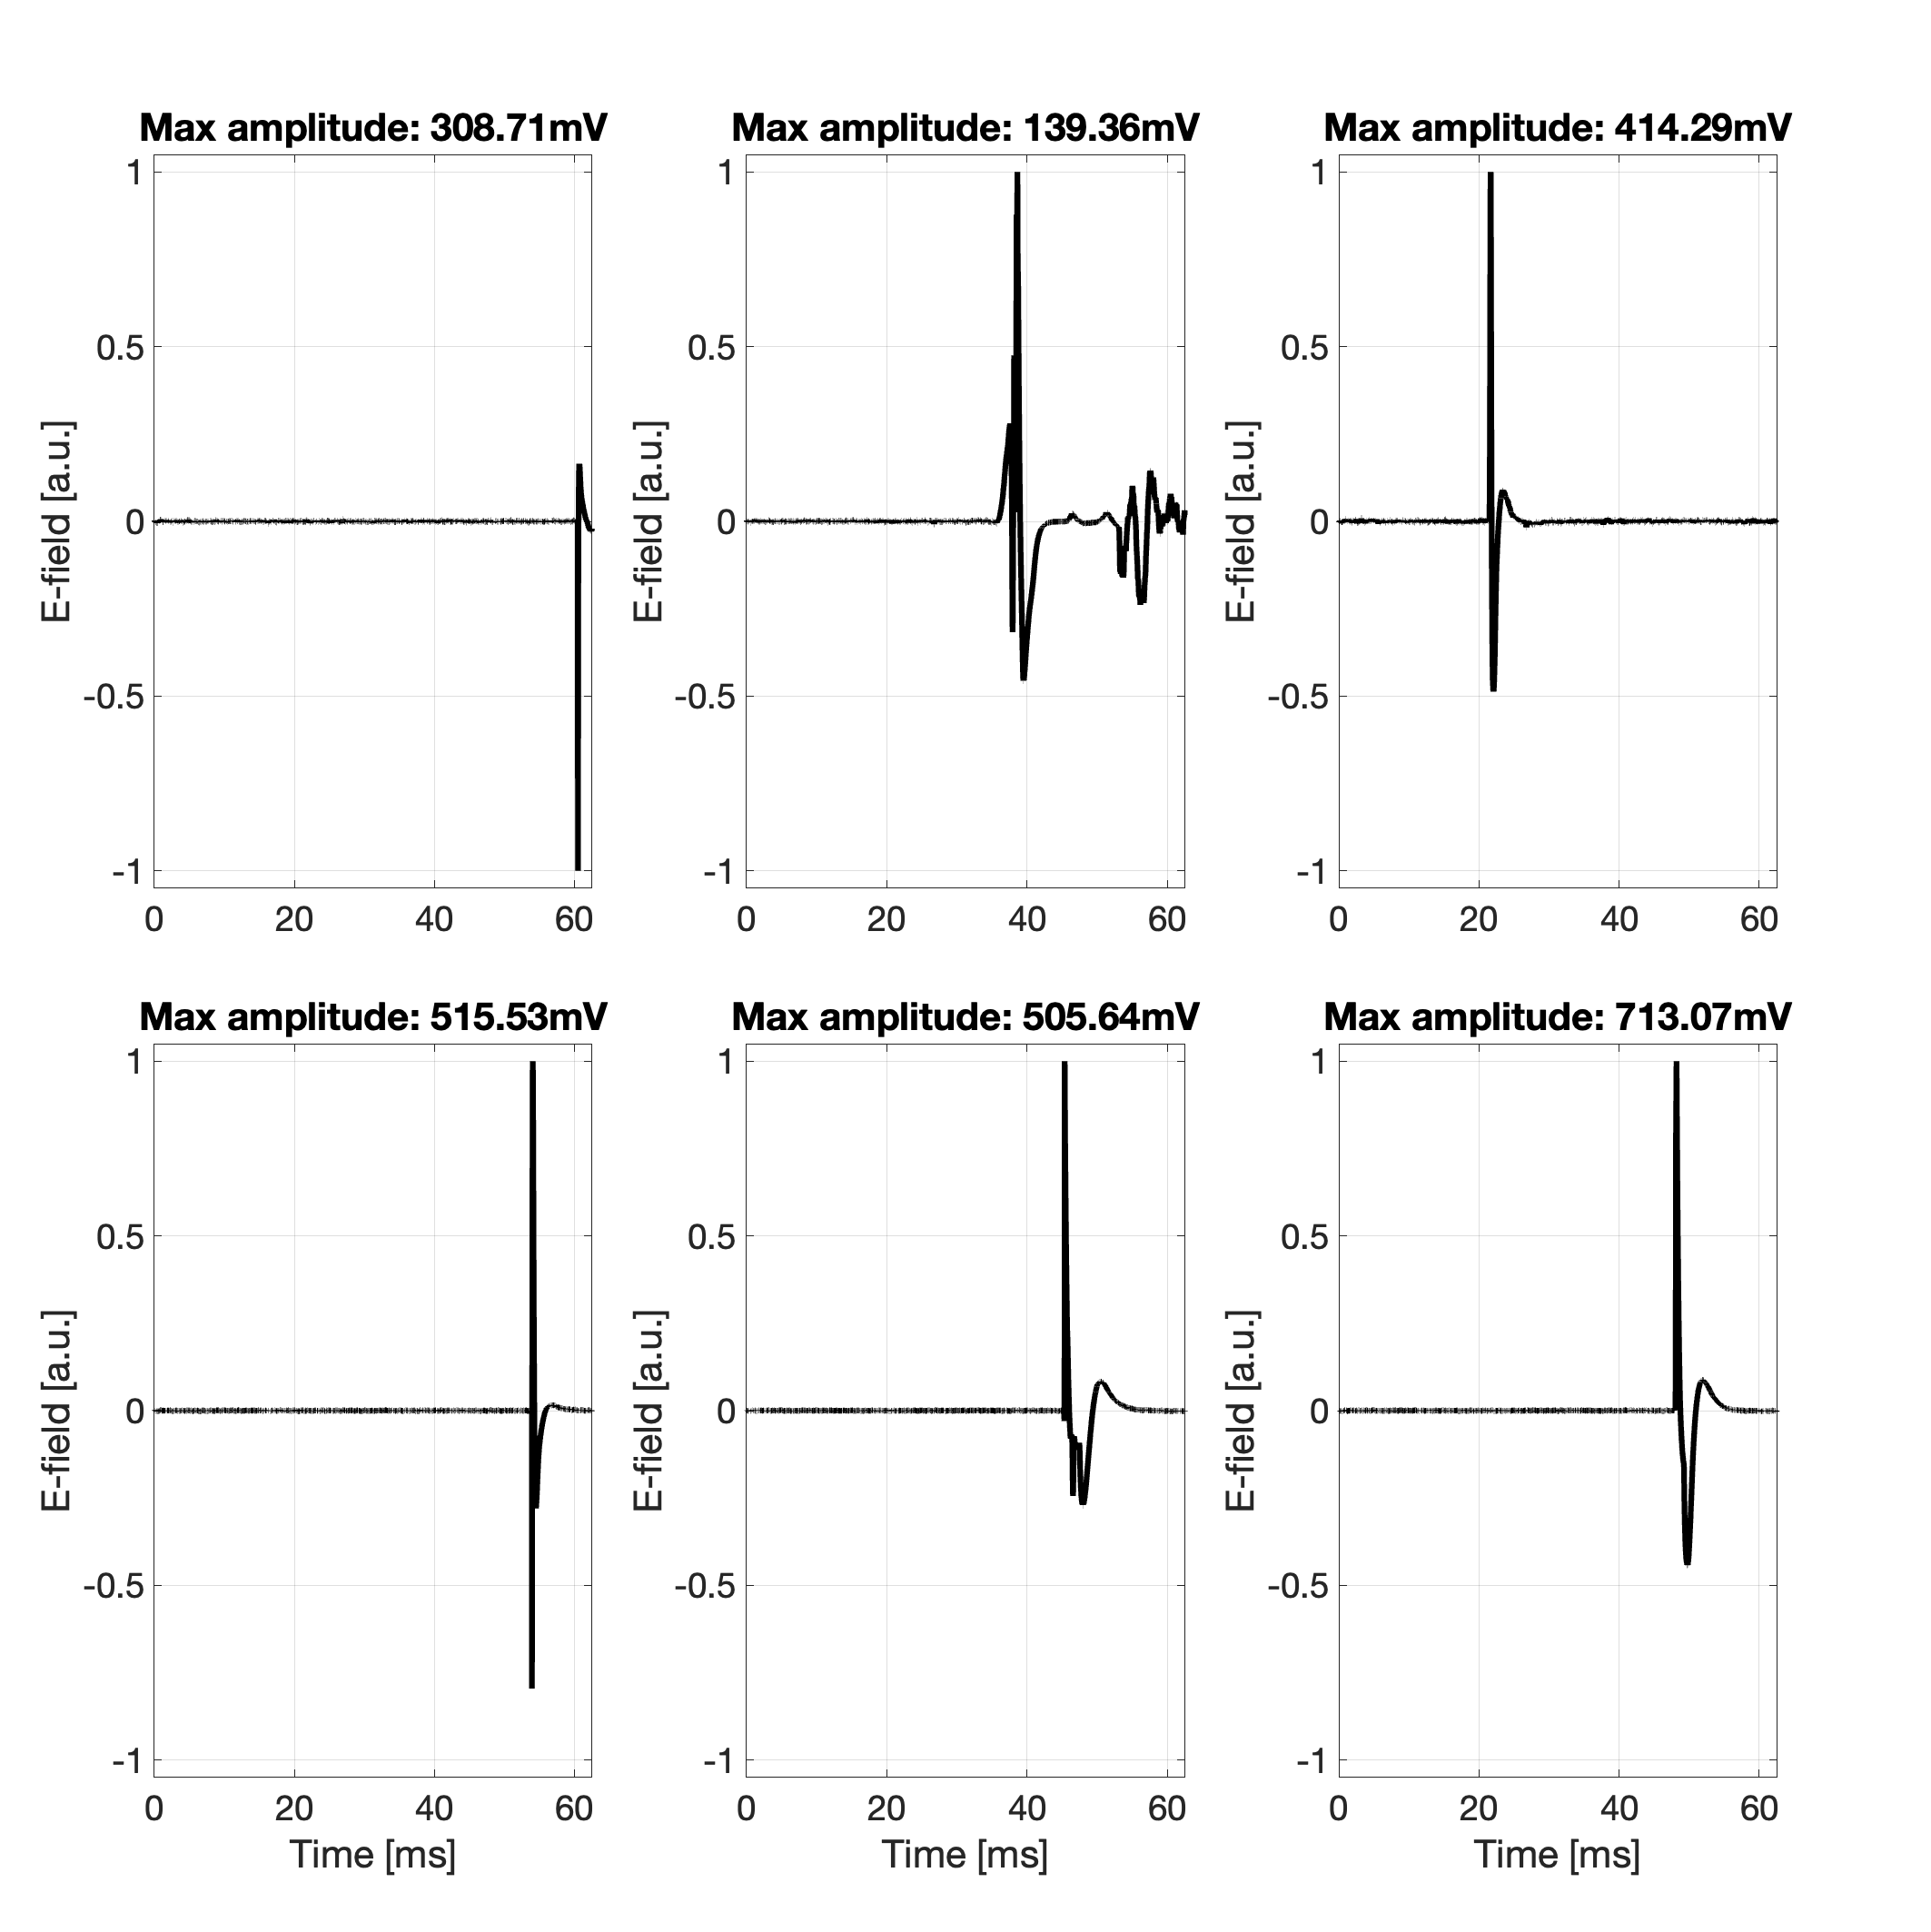 Max amplitude: 308.71mV
1
0.5
0
-0.5
-1
E-field [a.u.]
0 20 40 60
Max amplitude: 139.36mV
1
0.5
0
-0.5
-1
E-field [a.u.]
0 20 40 60
Max amplitude: 414.29mV
1
0.5
0
-0.5
-1
E-field [a.u.]
0 20 40 60
Max amplitude: 515.53mV
1
0.5
0
-0.5
-1
E-field [a.u.]
0 20 40 60
Time [ms]
Max amplitude: 505.64mV
1
0.5
0
-0.5
-1
E-field [a.u.]
0 20 40 60
Time [ms]
Max amplitude: 713.07mV
1
0.5
0
-0.5
-1
E-field [a.u.]
0 20 40 60
Time [ms]